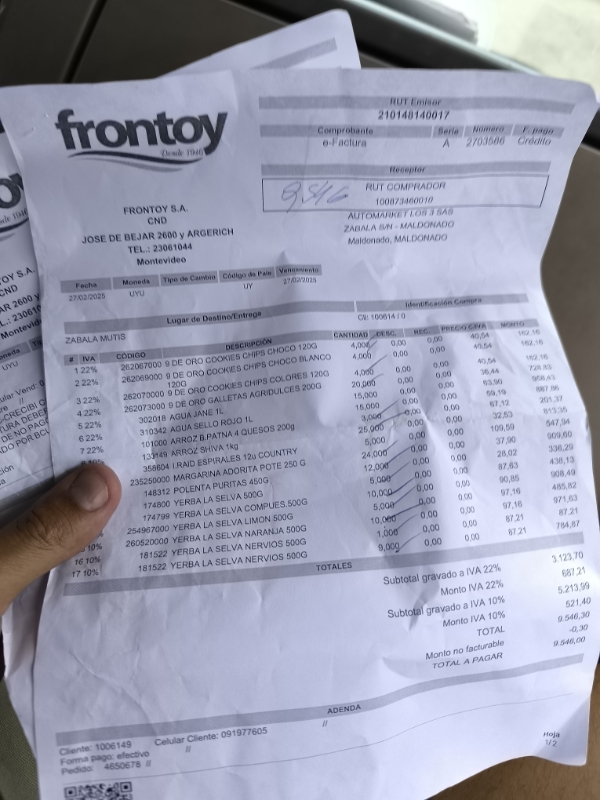 frontoy
Desde 1946
FRONTOY S.A.
CND
JOSE DE BEJAR 2600 y ARGERICH
TEL.: 23061044
Montevideo
RUT Emisor
210148140017
Comprobante Serie Número F. pago
e-Factura A 2703586 Crédito
Receptor
9.546
RUT COMPRADOR
100873460010
AUTOMARKET LOS 3 SAS
ZABALA S/N - MALDONADO
Maldonado, MALDONADO
Fecha Moneda Tipo de Cambio Código de País Vencimiento
27/02/2025 UYU UY 27/02/2025
Lugar de Destino/Entrega Identificación Compra
ZABALA MUTIS Cli: 100614 / 0
# IVA CÓDIGO DESCRIPCIÓN CANTIDAD DESC. REC. PRECIO C/IVA MONTO
1 22% 262067000 9 DE ORO COOKIES CHIPS CHOCO 120G 4,000 0,00 0,00 40,54 162,16
2 22% 262069000 9 DE ORO COOKIES CHIPS CHOCO BLANCO 4,000 0,00 0,00 40,54 162,16
120G
3 22% 262070000 9 DE ORO COOKIES CHIPS COLORES 120G 4,000 0,00 0,00 40,54 162,16
4 22% 262073000 9 DE ORO GALLETAS AGRIDULCES 200G 20,000 0,00 0,00 36,44 728,83
5 22% 302018 AGUA JANE 1L 15,000 0,00 0,00 63,90 958,43
6 22% 310342 AGUA SELLO ROJO 1L 15,000 0,00 0,00 59,19 887,86
7 22% 101000 ARROZ B.PATNA 4 QUESOS 200g 3,000 0,00 0,00 67,12 201,37
133149 ARROZ SHIVA 1kg 25,000 0,00 0,00 32,53 813,35
358604 I.RAID ESPIRALES 12u COUNTRY 5,000 0,00 0,00 109,59 547,94
235250000 MARGARINA ADORITA POTE 250 G 24,000 0,00 0,00 37,90 909,60
148312 POLENTA PURITAS 450G 12,000 0,00 0,00 28,02 336,29
174800 YERBA LA SELVA 500G 5,000 0,00 0,00 87,63 438,13
174799 YERBA LA SELVA COMPUES.500G 10,000 0,00 0,00 90,85 908,49
254967000 YERBA LA SELVA LIMON 500G 5,000 0,00 0,00 97,16 485,82
10% 260520000 YERBA LA SELVA NARANJA 500G 10,000 0,00 0,00 97,16 971,63
16 10% 181522 YERBA LA SELVA NERVIOS 500G 1,000 0,00 0,00 87,21 87,21
17 10% 181522 YERBA LA SELVA NERVIOS 500G 9,000 0,00 0,00 87,21 784,87
TOTALES
Subtotal gravado a IVA 22% 3.123,70
Monto IVA 22% 687,21
Subtotal gravado a IVA 10% 5.213,99
Monto IVA 10% 521,40
TOTAL 9.546,30
Monto no facturable -0,30
TOTAL A PAGAR 9.546,00
ADENDA
Cliente: 1006149 Celular Cliente: 091977605 //
Forma pago: efectivo //
Pedido: 4650678 //
Hoja
1/2